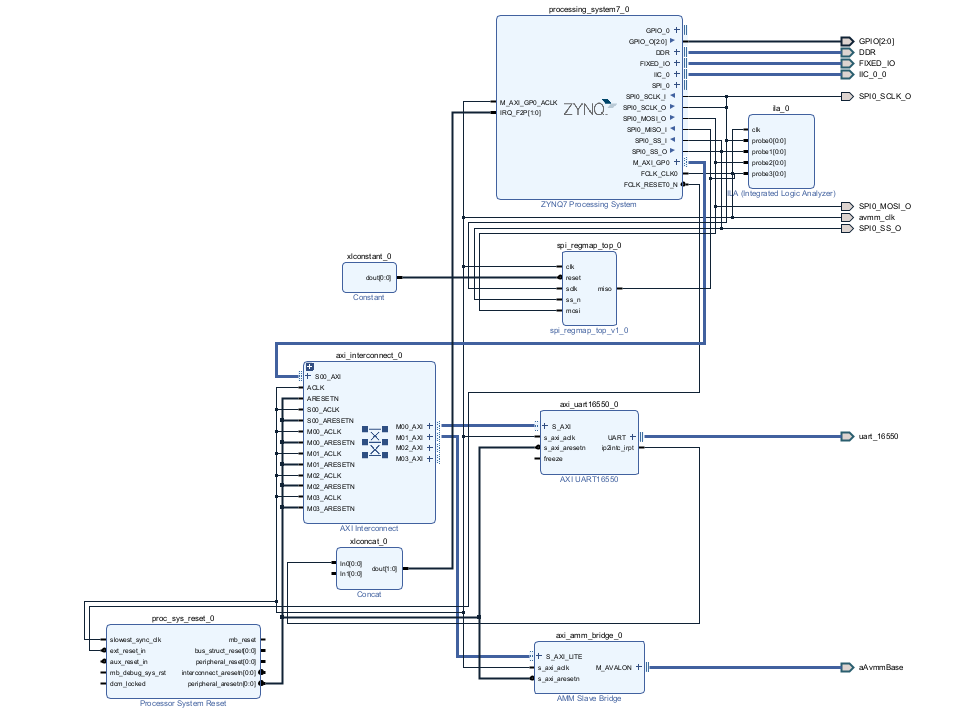 processing_system7_0
GPIO_0
GPIO_O[2:0]
DDR
FIXED_IO
IIC_0
SPI_0
SPI0_SCLK_I
SPI0_SCLK_O
SPI0_MOSI_O
SPI0_MISO_I
SPI0_SS_I
SPI0_SS_O
M_AXI_GP0
FCLK_CLK0
FCLK_RESET0_N
M_AXI_GP0_ACLK
IRQ_F2P[1:0]
ZYNQ
ZYNQ7 Processing System
GPIO[2:0]
DDR
FIXED_IO
IIC_0_0
SPI0_SCLK_O
ila_0
clk
probe0[0:0]
probe1[0:0]
probe2[0:0]
probe3[0:0]
ILA (Integrated Logic Analyzer)
SPI0_MOSI_O
avmm_clk
SPI0_SS_O
spi_regmap_top_0
clk
reset
sclk
ss_n
mosi
miso
spi_regmap_top_v1_0
xlconstant_0
dout[0:0]
Constant
axi_interconnect_0
S00_AXI
ACLK
ARESETN
S00_ACLK
S00_ARESETN
M00_ACLK
M00_ARESETN
M01_ACLK
M01_ARESETN
M02_ACLK
M02_ARESETN
M03_ACLK
M03_ARESETN
M00_AXI
M01_AXI
M02_AXI
M03_AXI
AXI Interconnect
axi_uart16550_0
S_AXI
s_axi_aclk
s_axi_aresetn
freeze
UART
ip2intc_irpt
AXI UART16550
uart_16550
xlconcat_0
In0[0:0]
In1[0:0]
dout[1:0]
Concat
proc_sys_reset_0
slowest_sync_clk
ext_reset_in
aux_reset_in
mb_debug_sys_rst
dcm_locked
mb_reset
bus_struct_reset[0:0]
peripheral_reset[0:0]
interconnect_aresetn[0:0]
peripheral_aresetn[0:0]
Processor System Reset
axi_amm_bridge_0
S_AXI_LITE
s_axi_aclk
s_axi_aresetn
M_AVALON
AMM Slave Bridge
aAvmmBase